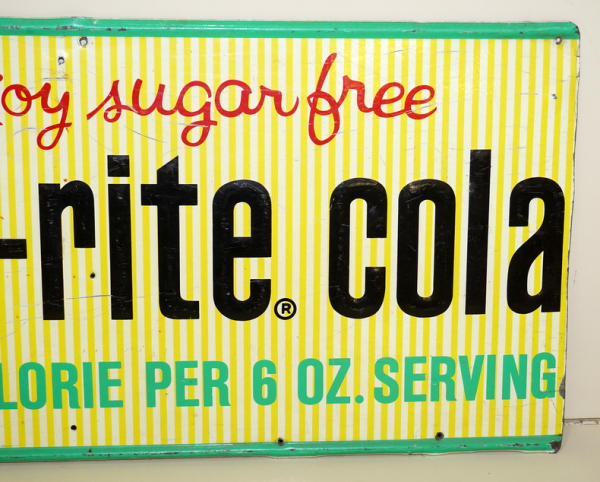 oy sugar free
-rite® cola
LORIE PER 6 OZ. SERVING